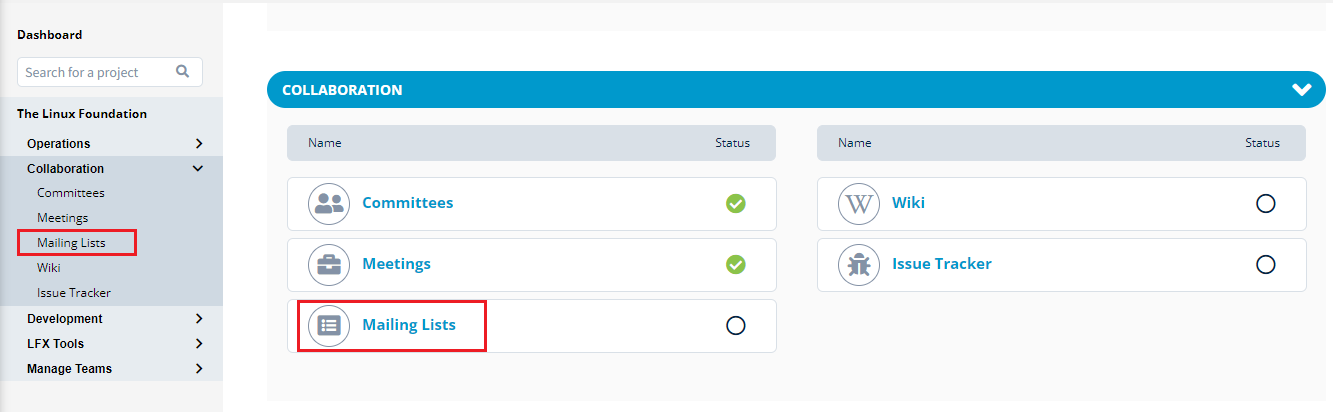 Dashboard
Search for a project
The Linux Foundation
Operations
Collaboration
Committees
Meetings
Mailing Lists
Wiki
Issue Tracker
Development
LFX Tools
Manage Teams
COLLABORATION
Name Status
Committees
Meetings
Mailing Lists
Name Status
W Wiki
Issue Tracker